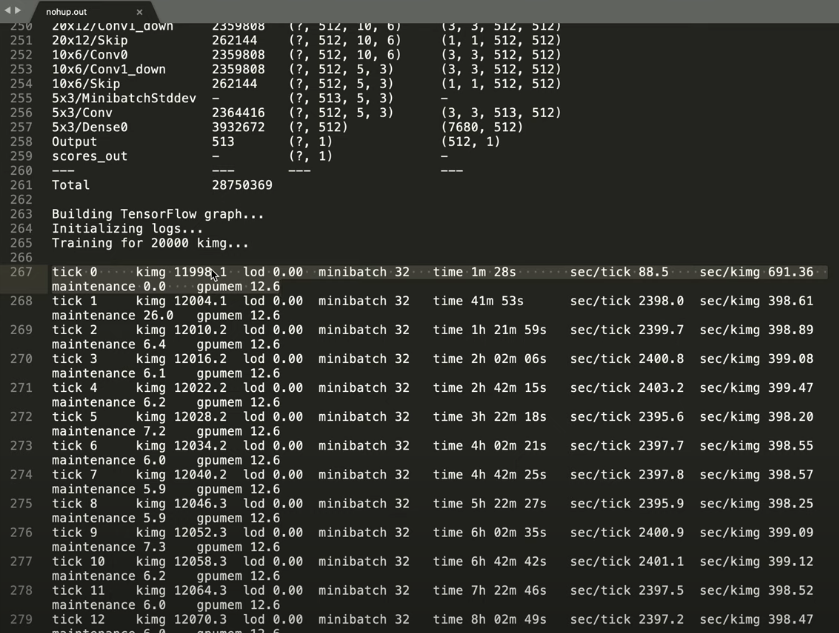 nohup.out
250 20x12/Conv1_down 2359808 (?, 512, 10, 6) (3, 3, 512, 512)
251 20x12/Skip 262144 (?, 512, 10, 6) (1, 1, 512, 512)
252 10x6/Conv0 2359808 (?, 512, 10, 6) (3, 3, 512, 512)
253 10x6/Conv1_down 2359808 (?, 512, 5, 3) (3, 3, 512, 512)
254 10x6/Skip 262144 (?, 512, 5, 3) (1, 1, 512, 512)
255 5x3/MinibatchStddev - (?, 513, 5, 3) -
256 5x3/Conv 2364416 (?, 512, 5, 3) (3, 3, 513, 512)
257 5x3/Dense0 3932672 (?, 512) (7680, 512)
258 Output 513 (?, 1) (512, 1)
259 scores_out - (?, 1) -
260 --- --- --- ---
261 Total 28750369
262
263 Building TensorFlow graph...
264 Initializing logs...
265 Training for 20000 kimg...
266
267 tick 0 kimg 11998.1 lod 0.00 minibatch 32 time 1m 28s sec/tick 88.5 sec/kimg 691.36
maintenance 0.0 gpumem 12.6
268 tick 1 kimg 12004.1 lod 0.00 minibatch 32 time 41m 53s sec/tick 2398.0 sec/kimg 398.61
maintenance 26.0 gpumem 12.6
269 tick 2 kimg 12010.2 lod 0.00 minibatch 32 time 1h 21m 59s sec/tick 2399.7 sec/kimg 398.89
maintenance 6.4 gpumem 12.6
270 tick 3 kimg 12016.2 lod 0.00 minibatch 32 time 2h 02m 06s sec/tick 2400.8 sec/kimg 399.08
maintenance 6.1 gpumem 12.6
271 tick 4 kimg 12022.2 lod 0.00 minibatch 32 time 2h 42m 15s sec/tick 2403.2 sec/kimg 399.47
maintenance 6.2 gpumem 12.6
272 tick 5 kimg 12028.2 lod 0.00 minibatch 32 time 3h 22m 18s sec/tick 2395.6 sec/kimg 398.20
maintenance 7.2 gpumem 12.6
273 tick 6 kimg 12034.2 lod 0.00 minibatch 32 time 4h 02m 21s sec/tick 2397.7 sec/kimg 398.55
maintenance 6.0 gpumem 12.6
274 tick 7 kimg 12040.2 lod 0.00 minibatch 32 time 4h 42m 25s sec/tick 2397.8 sec/kimg 398.57
maintenance 5.9 gpumem 12.6
275 tick 8 kimg 12046.3 lod 0.00 minibatch 32 time 5h 22m 27s sec/tick 2395.9 sec/kimg 398.25
maintenance 5.9 gpumem 12.6
276 tick 9 kimg 12052.3 lod 0.00 minibatch 32 time 6h 02m 35s sec/tick 2400.9 sec/kimg 399.09
maintenance 7.3 gpumem 12.6
277 tick 10 kimg 12058.3 lod 0.00 minibatch 32 time 6h 42m 42s sec/tick 2401.1 sec/kimg 399.12
maintenance 6.2 gpumem 12.6
278 tick 11 kimg 12064.3 lod 0.00 minibatch 32 time 7h 22m 46s sec/tick 2397.5 sec/kimg 398.52
maintenance 6.0 gpumem 12.6
279 tick 12 kimg 12070.3 lod 0.00 minibatch 32 time 8h 02m 49s sec/tick 2397.2 sec/kimg 398.47
maintenance 6.0 gpumem 12.6